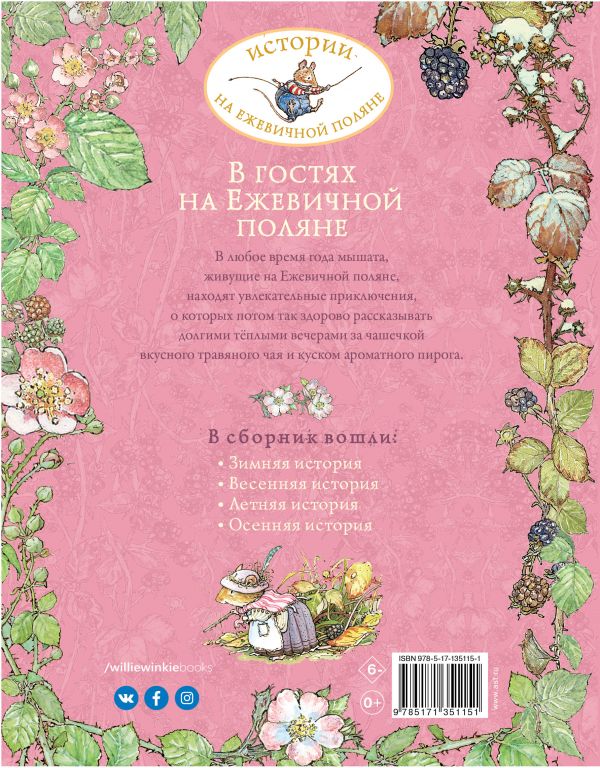 ИСТОРИИ
НА ЕЖЕВИЧНОЙ ПОЛЯНЕ
В ГОСТЯХ
НА ЕЖЕВИЧНОЙ
ПОЛЯНЕ
В любое время года мышата,
живущие на Ежевичной поляне,
находят увлекательные приключения,
о которых потом так здорово рассказывать
долгими тёплыми вечерами за чашечкой
вкусного травяного чая и куском ароматного пирога.
В сборник вошли:
• Зимняя история
• Весенняя история
• Летняя история
• Осенняя история
/williewinkiebooks
6-
0+
ISBN 978-5-17-135115-1
9 785171 351151
www.ast.ru